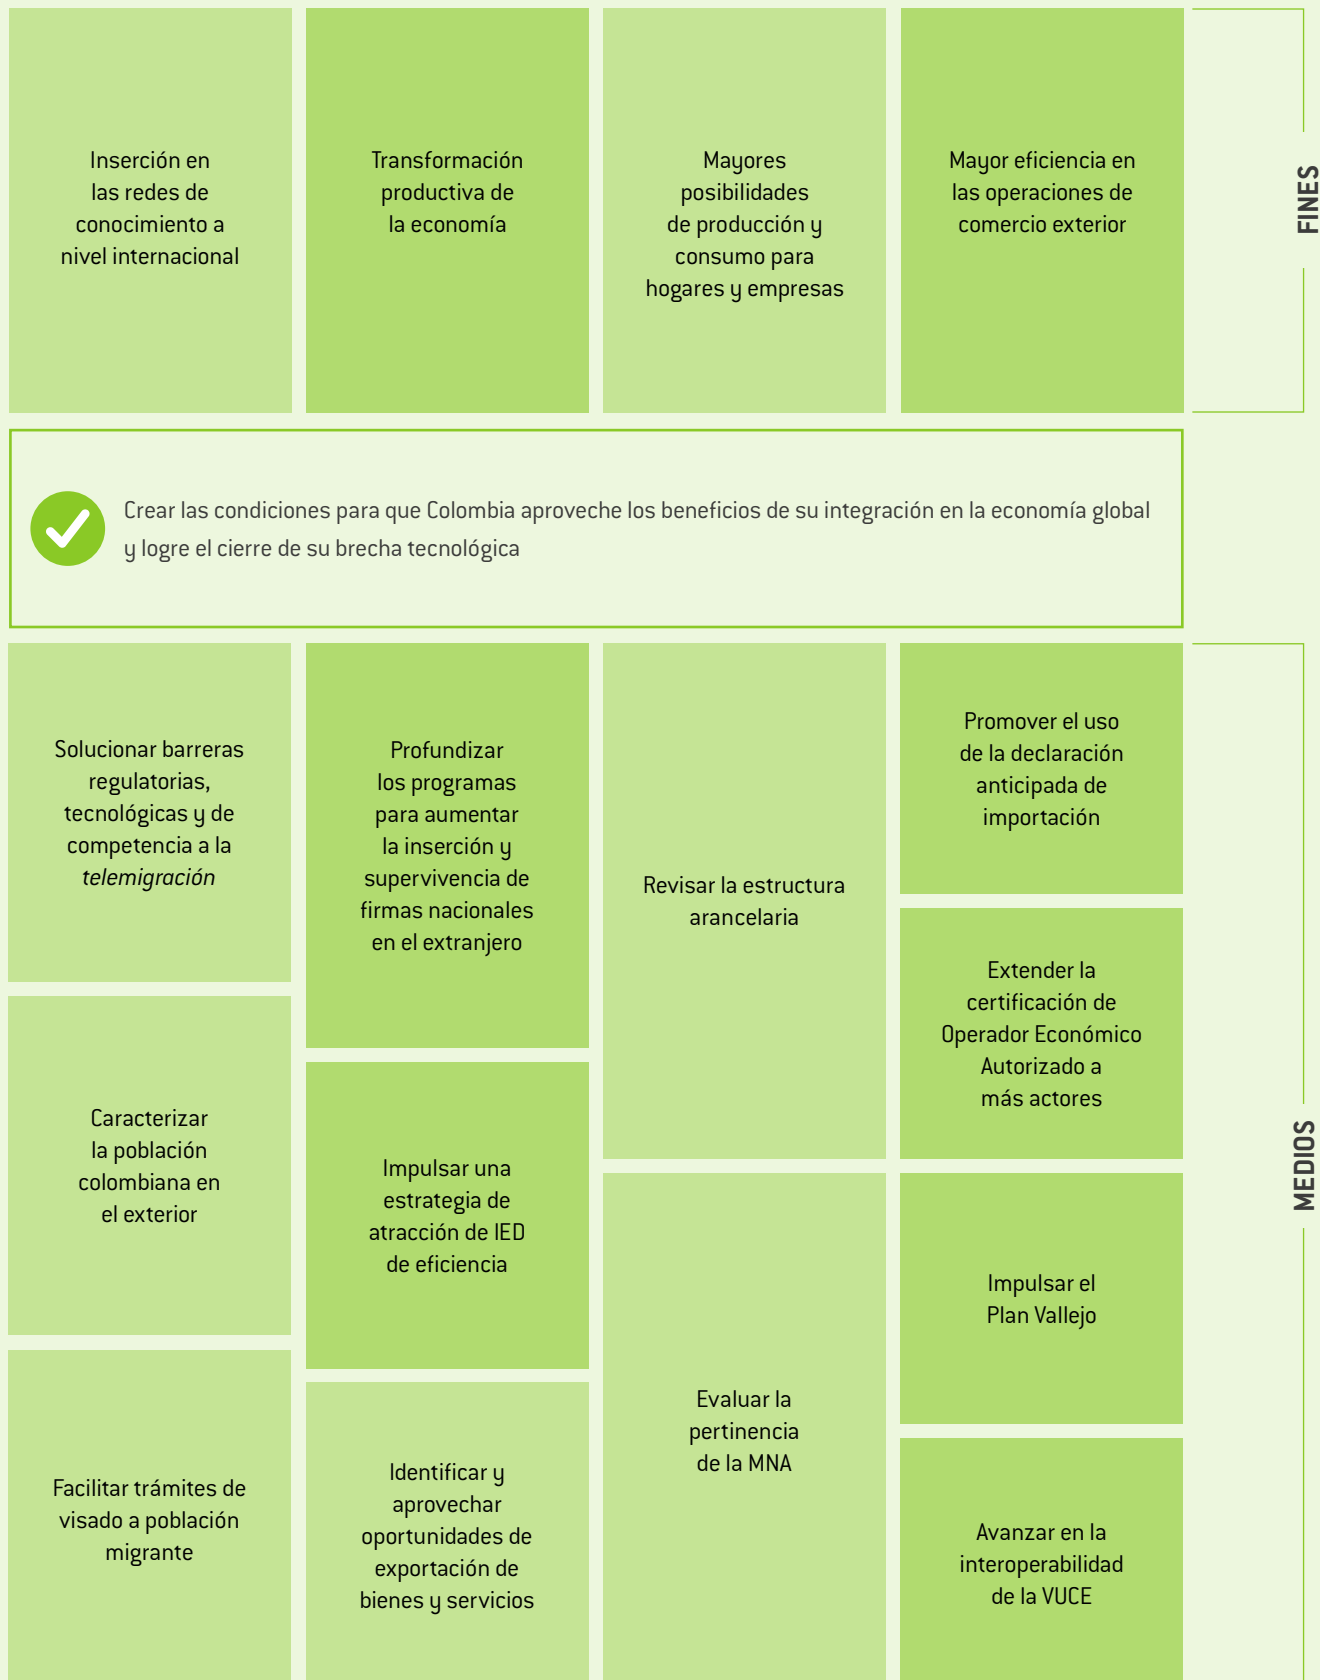 Inserción en
las redes de
conocimiento a
nivel internacional
Transformación
productiva de
la economía
Mayores
posibilidades
de producción y
consumo para
hogares y empresas
Mayor eficiencia en
las operaciones de
comercio exterior
FINES
Crear las condiciones para que Colombia aproveche los beneficios de su integración en la economía global
y logre el cierre de su brecha tecnológica
Solucionar barreras
regulatorias,
tecnológicas y de
competencia a la
telemigración
Caracterizar
la población
colombiana en
el exterior
Facilitar trámites de
visado a población
migrante
Profundizar
los programas
para aumentar
la inserción y
supervivencia de
firmas nacionales
en el extranjero
Impulsar una
estrategia de
atracción de IED
de eficiencia
Identificar y
aprovechar
oportunidades de
exportación de
bienes y servicios
Revisar la estructura
arancelaria
Evaluar la
pertinencia
de la MNA
Promover el uso
de la declaración
anticipada de
importación
Extender la
certificación de
Operador Económico
Autorizado a
más actores
Impulsar el
Plan Vallejo
Avanzar en la
interoperabilidad
de la VUCE
MEDIOS